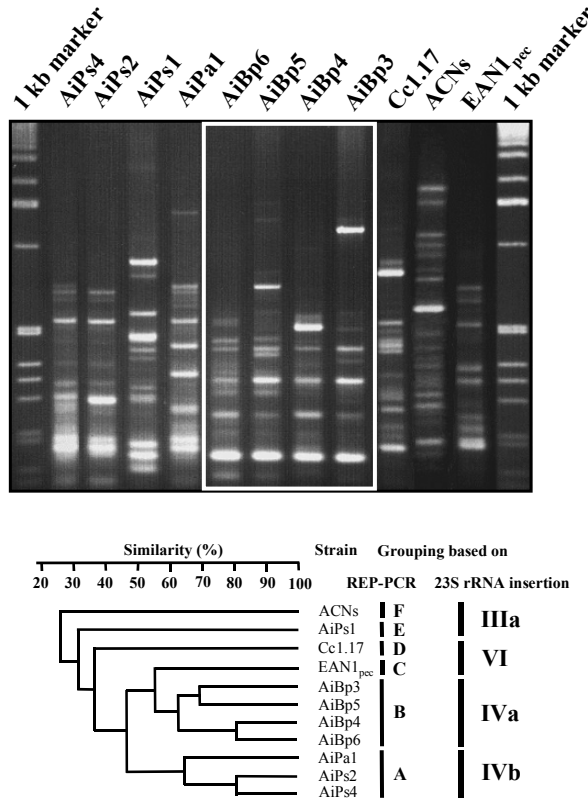 1 kb marker
AiPs4
AiPs2
AiPs1
AiPa1
AiBp6
AiBp5
AiBp4
AiBp3
Cc1.17
ACNs
EAN1pec
1 kb marker
Similarity (%) Strain Grouping based on
20 30 40 50 60 70 80 90 100 REP-PCR 23S rRNA insertion
ACNs F IIIa
AiPs1 E
Cc1.17 D VI
EAN1pec C
AiBp3
AiBp5 B IVa
AiBp4
AiBp6
AiPa1
AiPs2 A IVb
AiPs4